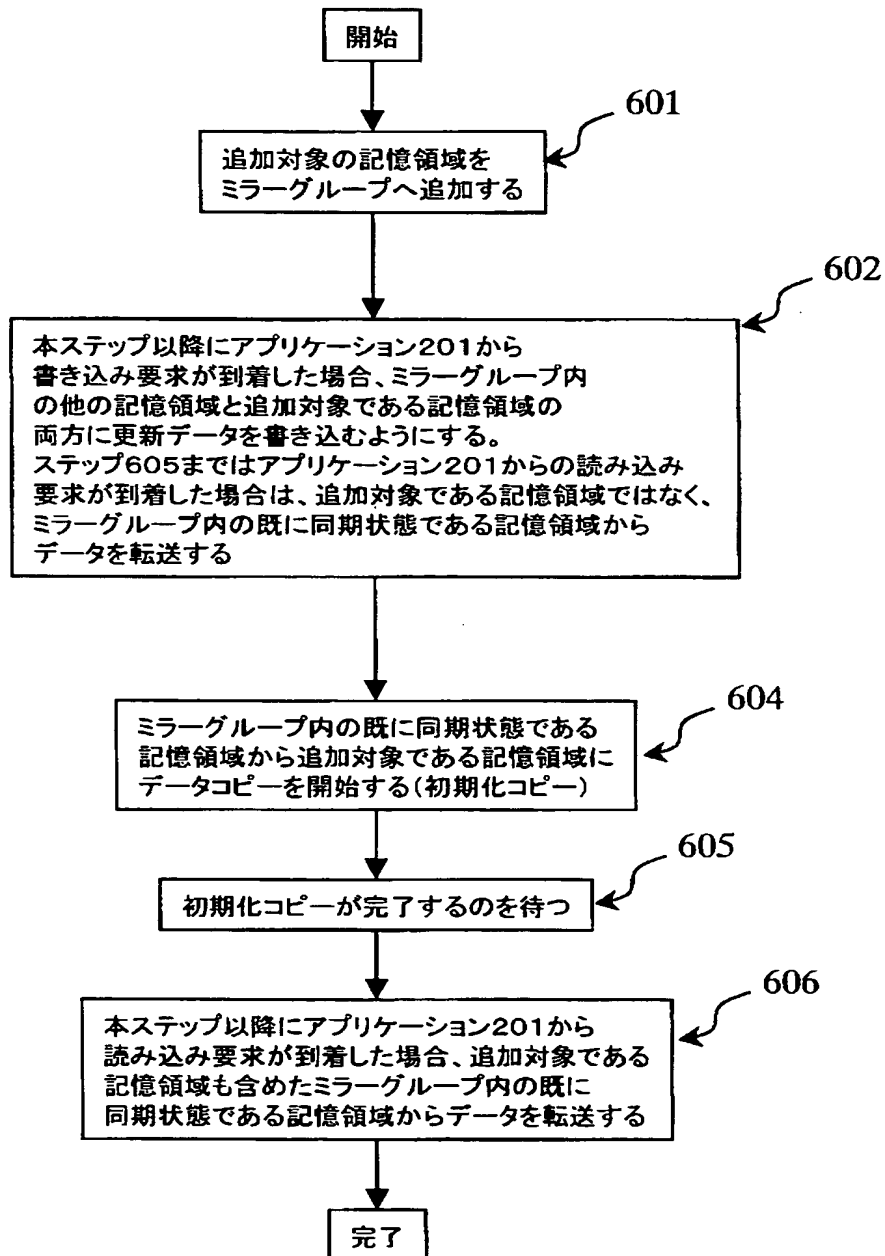 開始
601
追加対象の記憶領域を
ミラーグループへ追加する
602
本ステップ以降にアプリケーション201から
書き込み要求が到着した場合、ミラーグループ内
の他の記憶領域と追加対象である記憶領域の
両方に更新データを書き込むようにする。
ステップ605まではアプリケーション201からの読み込み
要求が到着した場合は、追加対象である記憶領域ではなく、
ミラーグループ内の既に同期状態である記憶領域から
データを転送する
604
ミラーグループ内の既に同期状態である
記憶領域から追加対象である記憶領域に
データコピーを開始する(初期化コピー)
605
初期化コピーが完了するのを待つ
606
本ステップ以降にアプリケーション201から
読み込み要求が到着した場合、追加対象である
記憶領域も含めたミラーグループ内の既に
同期状態である記憶領域からデータを転送する
完了